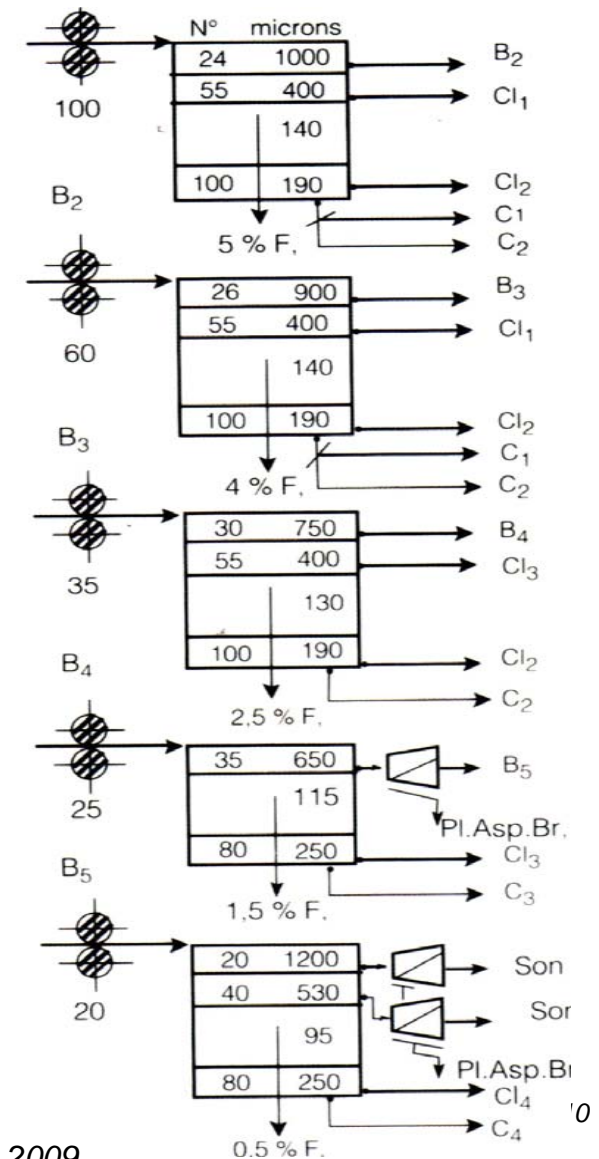 N° microns
24 1000 B2
55 400 Cl1
100 140
100 190 Cl2
B2 C1
5 % F, C2
26 900 B3
55 400 Cl1
60 140
100 190 Cl2
B3 C1
4 % F, C2
30 750 B4
55 400 Cl3
35 130
100 190 Cl2
B4 C2
2,5 % F,
35 650 B5
25 115
Pl.Asp.Br,
80 250 Cl3
B5 C3
1,5 % F,
20 1200 Son
40 530 Son
20 95
Pl.Asp.Br
80 250 Cl4
C4
0,5 % F,
2009